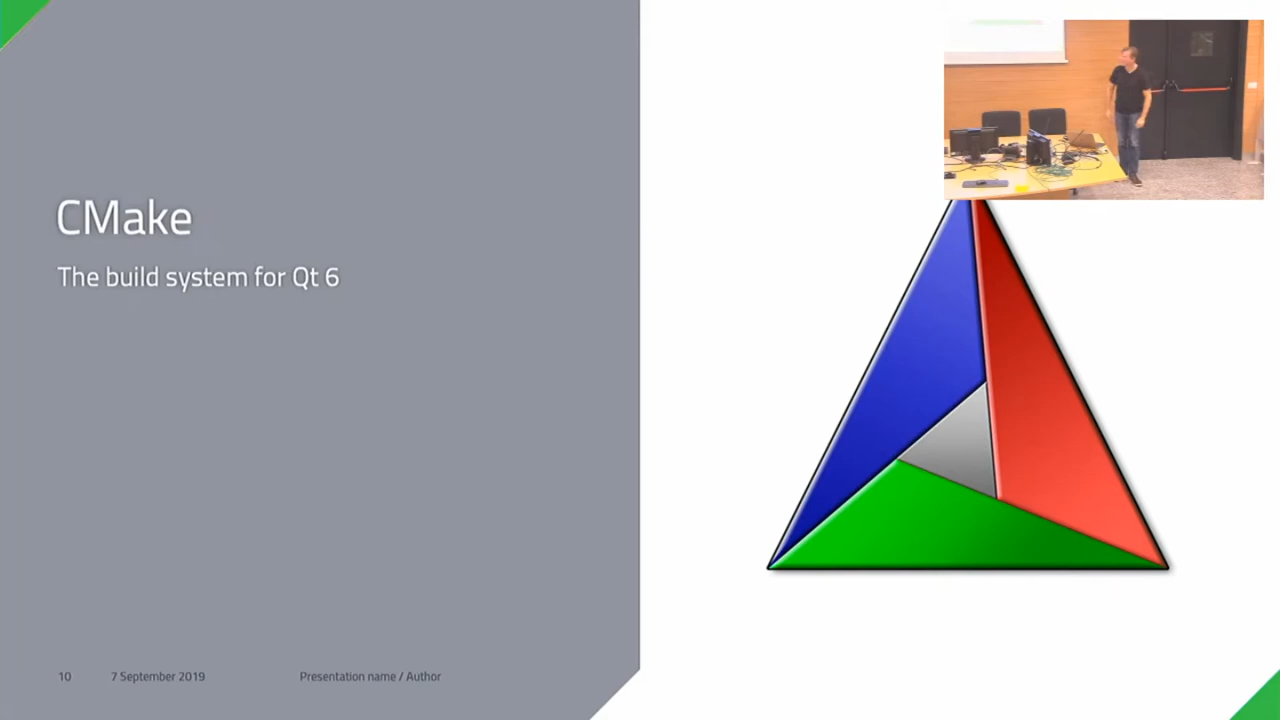 CMake
The build system for Qt 6
10 7 September 2019 Presentation name / Author